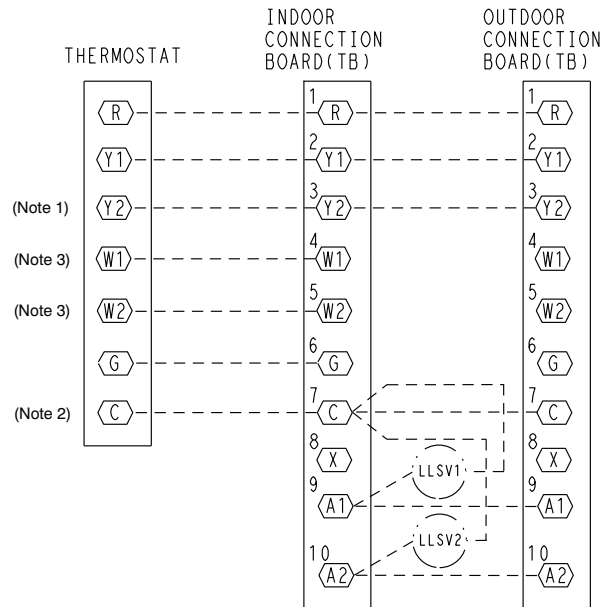 THERMOSTAT
INDOOR
CONNECTION
BOARD(TB)
OUTDOOR
CONNECTION
BOARD(TB)
R
1 R
1 R
Y1
2 Y1
2 Y1
(Note 1) Y2
3 Y2
3 Y2
(Note 3) W1
4 W1
4 W1
(Note 3) W2
5 W2
5 W2
G
6 G
6 G
(Note 2) C
7 C
7 C
8 X
8 X
LLSV1
9 A1
9 A1
LLSV2
10 A2
10 A2